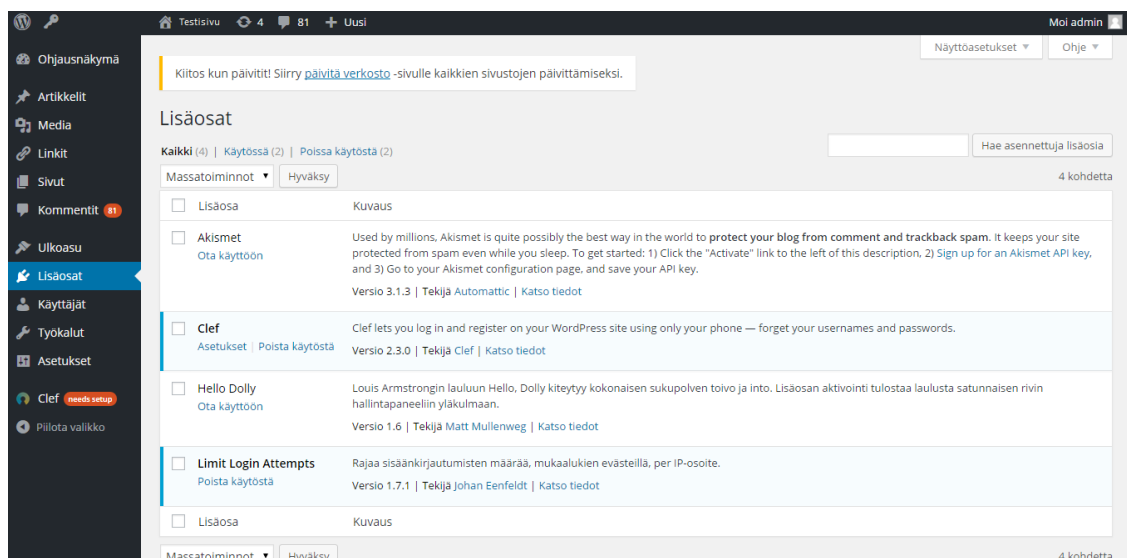 Testisivu 4 81 + Uusi Moi admin
Näyttöasetukset ▼ Ohje ▼
Ohjausnäkymä
Artikkelit
Media
Linkit
Sivut
Kommentit 81
Ulkoasu
Lisäosat
Käyttäjät
Työkalut
Asetukset
Clef needs setup
Piilota valikko
Kiitos kun päivitit! Siirry päivitä verkosto -sivulle kaikkien sivustojen päivittämiseksi.
Lisäosat
Kaikki (4) | Käytössä (2) | Poissa käytöstä (2)
Hae asennettuja lisäosia
Massatoiminnot ▼ Hyväksy 4 kohdetta
Lisäosa Kuvaus
Akismet
Ota käyttöön
Used by millions, Akismet is quite possibly the best way in the world to protect your blog from comment and trackback spam. It keeps your site
protected from spam even while you sleep. To get started: 1) Click the "Activate" link to the left of this description, 2) Sign up for an Akismet API key,
and 3) Go to your Akismet configuration page, and save your API key.
Versio 3.1.3 | Tekijä Automattic | Katso tiedot
Clef
Asetukset | Poista käytöstä
Clef lets you log in and register on your WordPress site using only your phone — forget your usernames and passwords.
Versio 2.3.0 | Tekijä Clef | Katso tiedot
Hello Dolly
Ota käyttöön
Louis Armstrongin lauluun Hello, Dolly kiteytyy kokonaisen sukupolven toivo ja into. Lisäosan aktivointi tulostaa laulusta satunnaisen rivin
hallintapaneeliin yläkulmaan.
Versio 1.6 | Tekijä Matt Mullenweg | Katso tiedot
Limit Login Attempts
Poista käytöstä
Rajaa sisäänkirjautumisten määrää, mukaalukien evästeillä, per IP-osoite.
Versio 1.7.1 | Tekijä Johan Eenfeldt | Katso tiedot
Lisäosa Kuvaus
Massatoiminnot ▼ Hyväksy 4 kohdetta